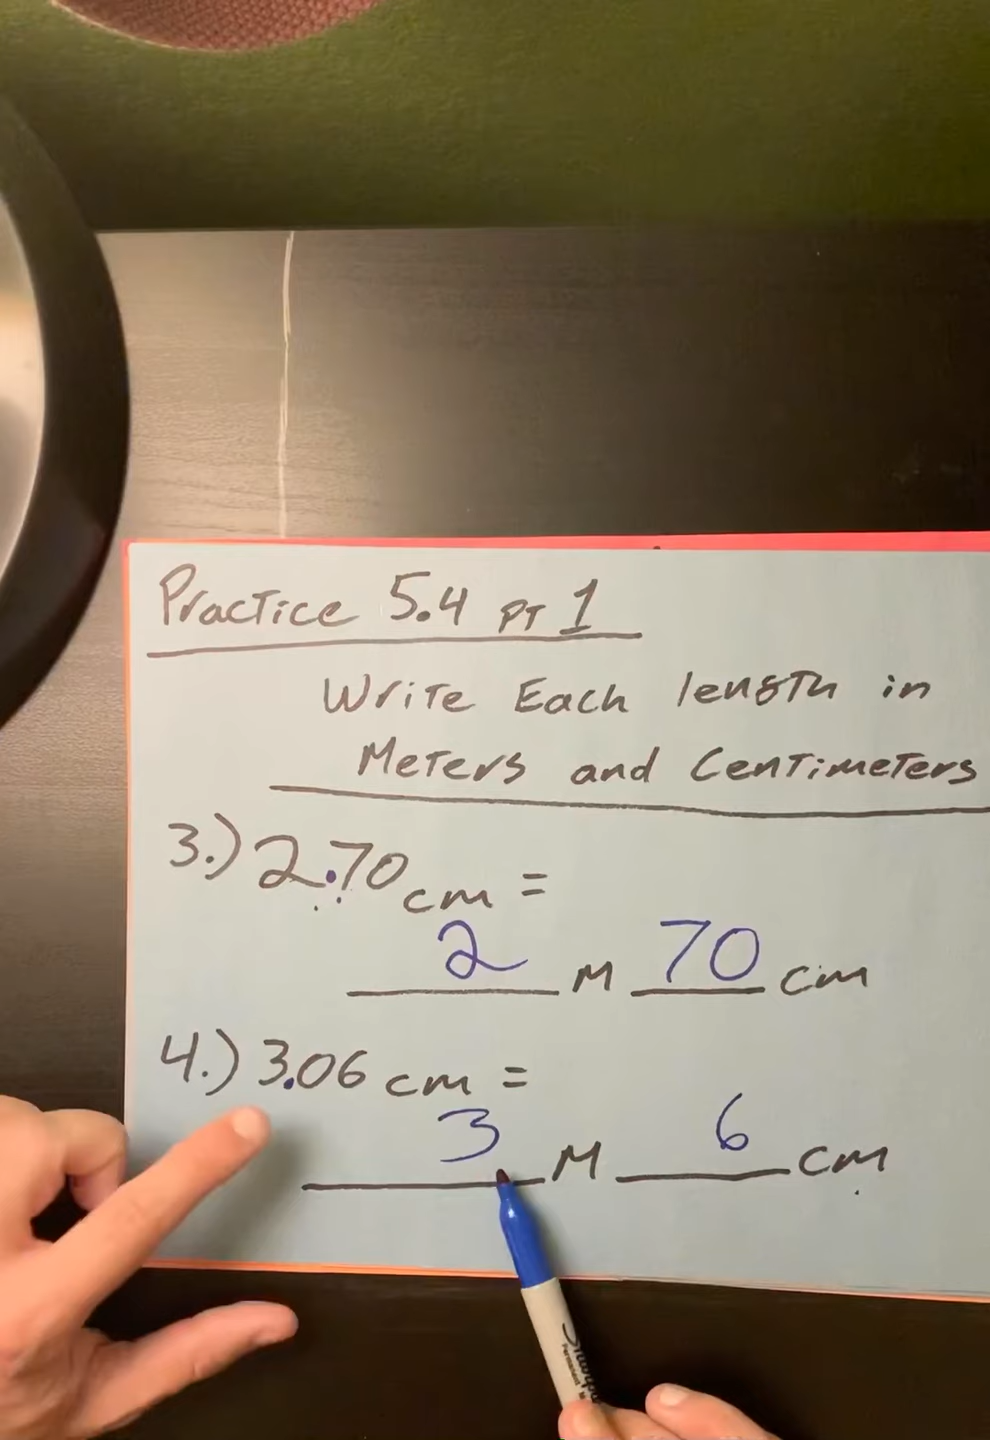 Practice 5.4 PT 1
Write Each length in
Meters and Centimeters
3.) 2.70 cm =
2 M 70 cm
4.) 3.06 cm =
3 M 6 cm